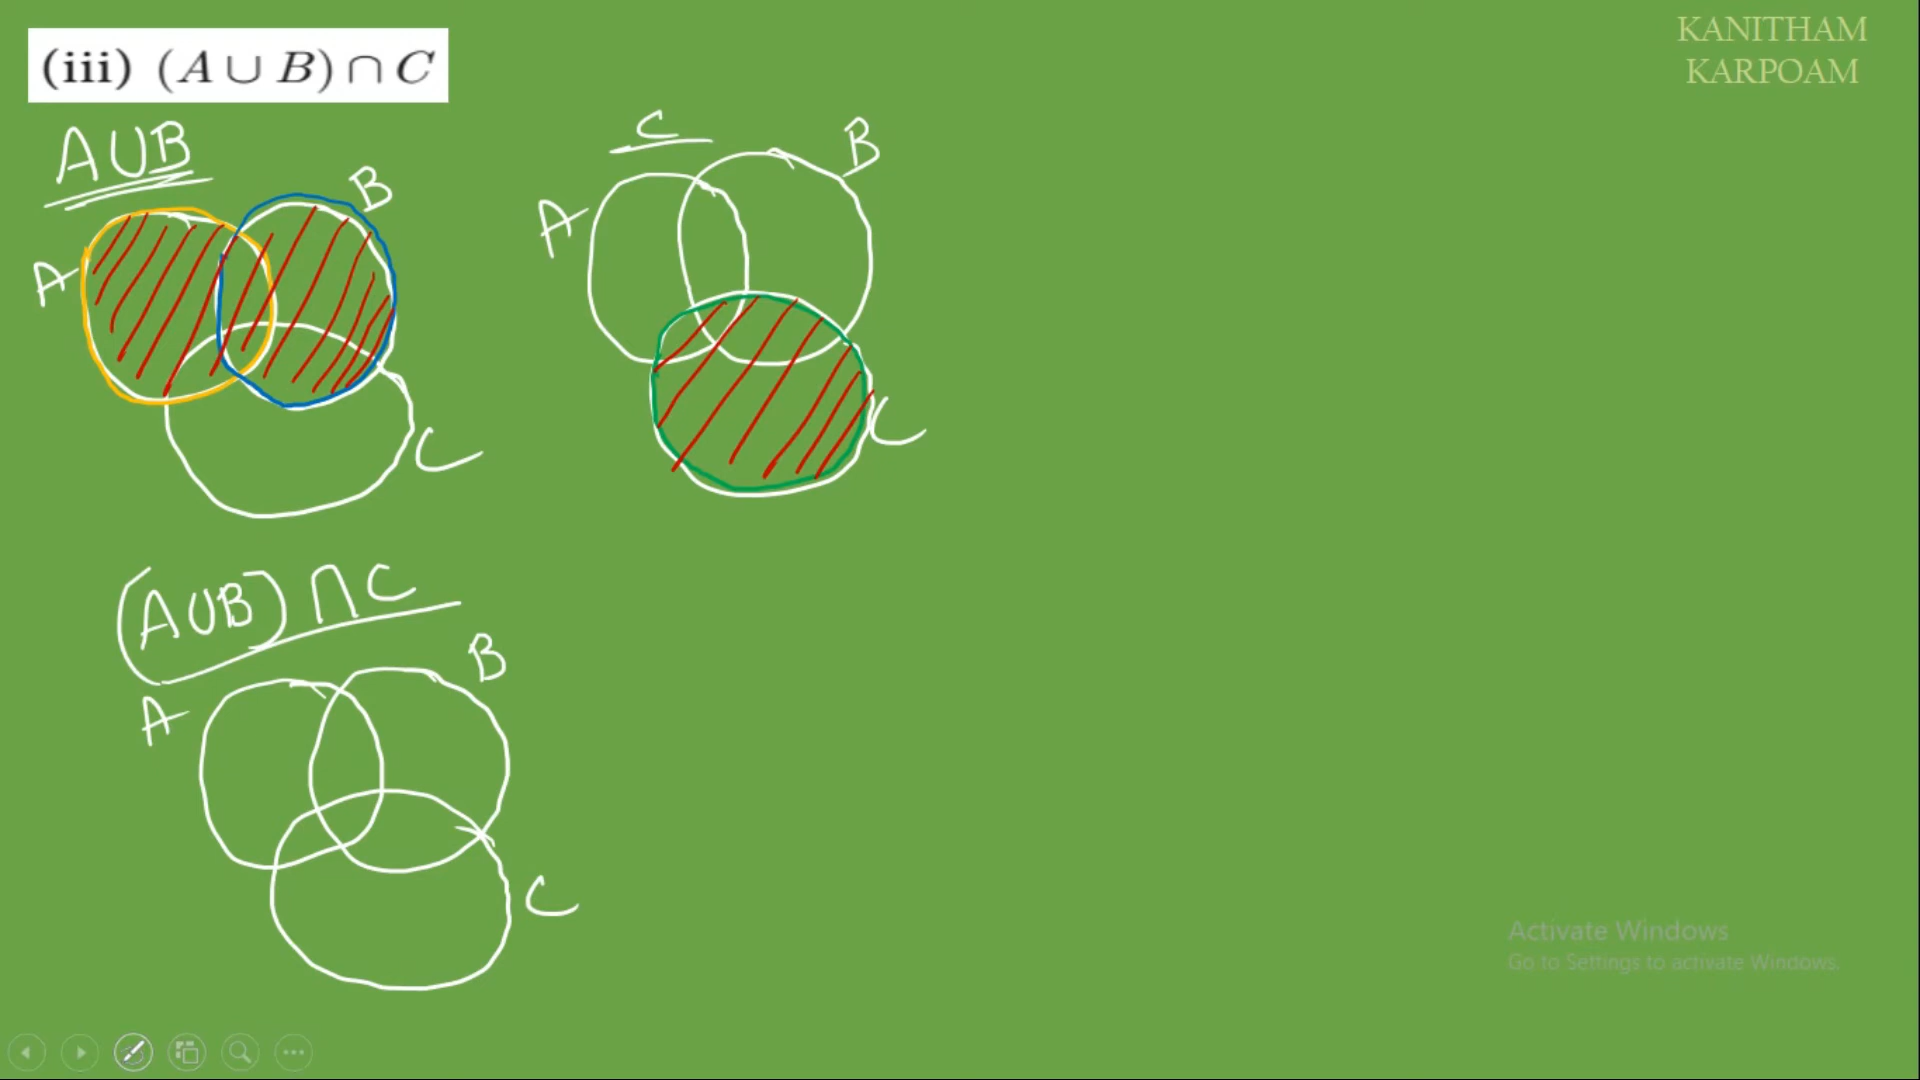 (iii) (A ∪ B) ∩ C
KANITHAM
KARPOAM
A∪B
B
A
C
C
B
A
C
(A∪B)∩C
B
A
C
Activate Windows
Go to Settings to activate Windows.